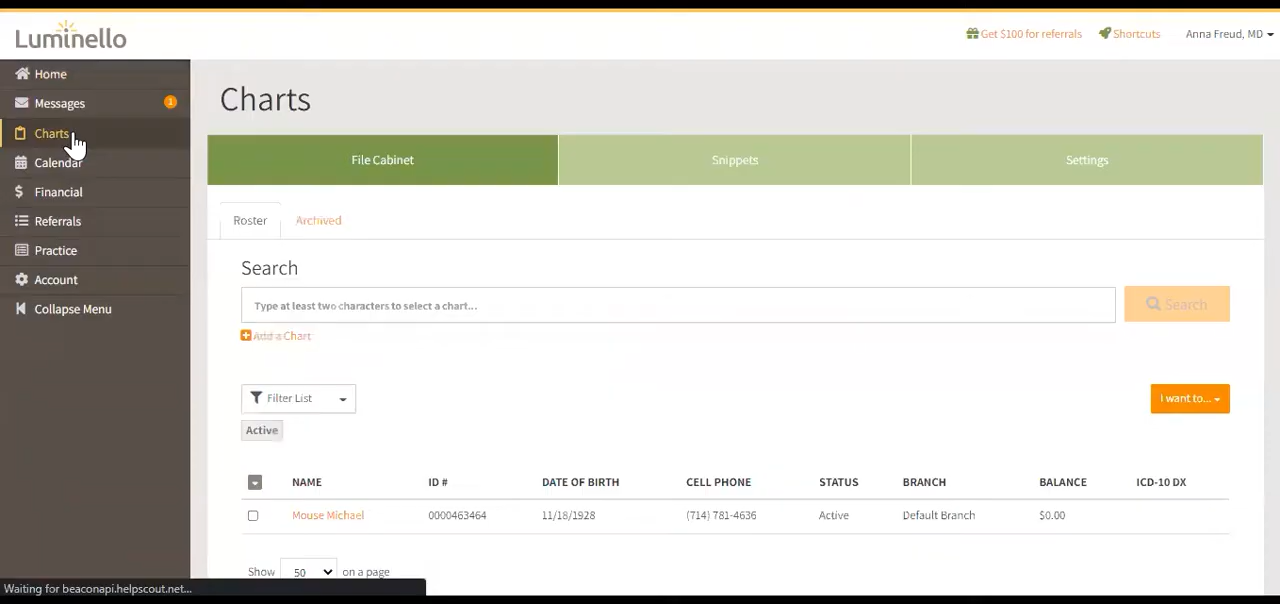 Luminello
Get $100 for referrals
Shortcuts
Anna Freud, MD
Home
Messages
1
Charts
Calendar
Financial
Referrals
Practice
Account
Collapse Menu
Charts
File Cabinet
Snippets
Settings
Roster
Archived
Search
Type at least two characters to select a chart...
Search
Add a Chart
Filter List
I want to...
Active
NAME ID # DATE OF BIRTH CELL PHONE STATUS BRANCH BALANCE ICD-10 DX
Mouse Michael 0000463464 11/18/1928 (714) 781-4636 Active Default Branch $0.00
Show 50 on a page
Waiting for beaconapi.helpscout.net...